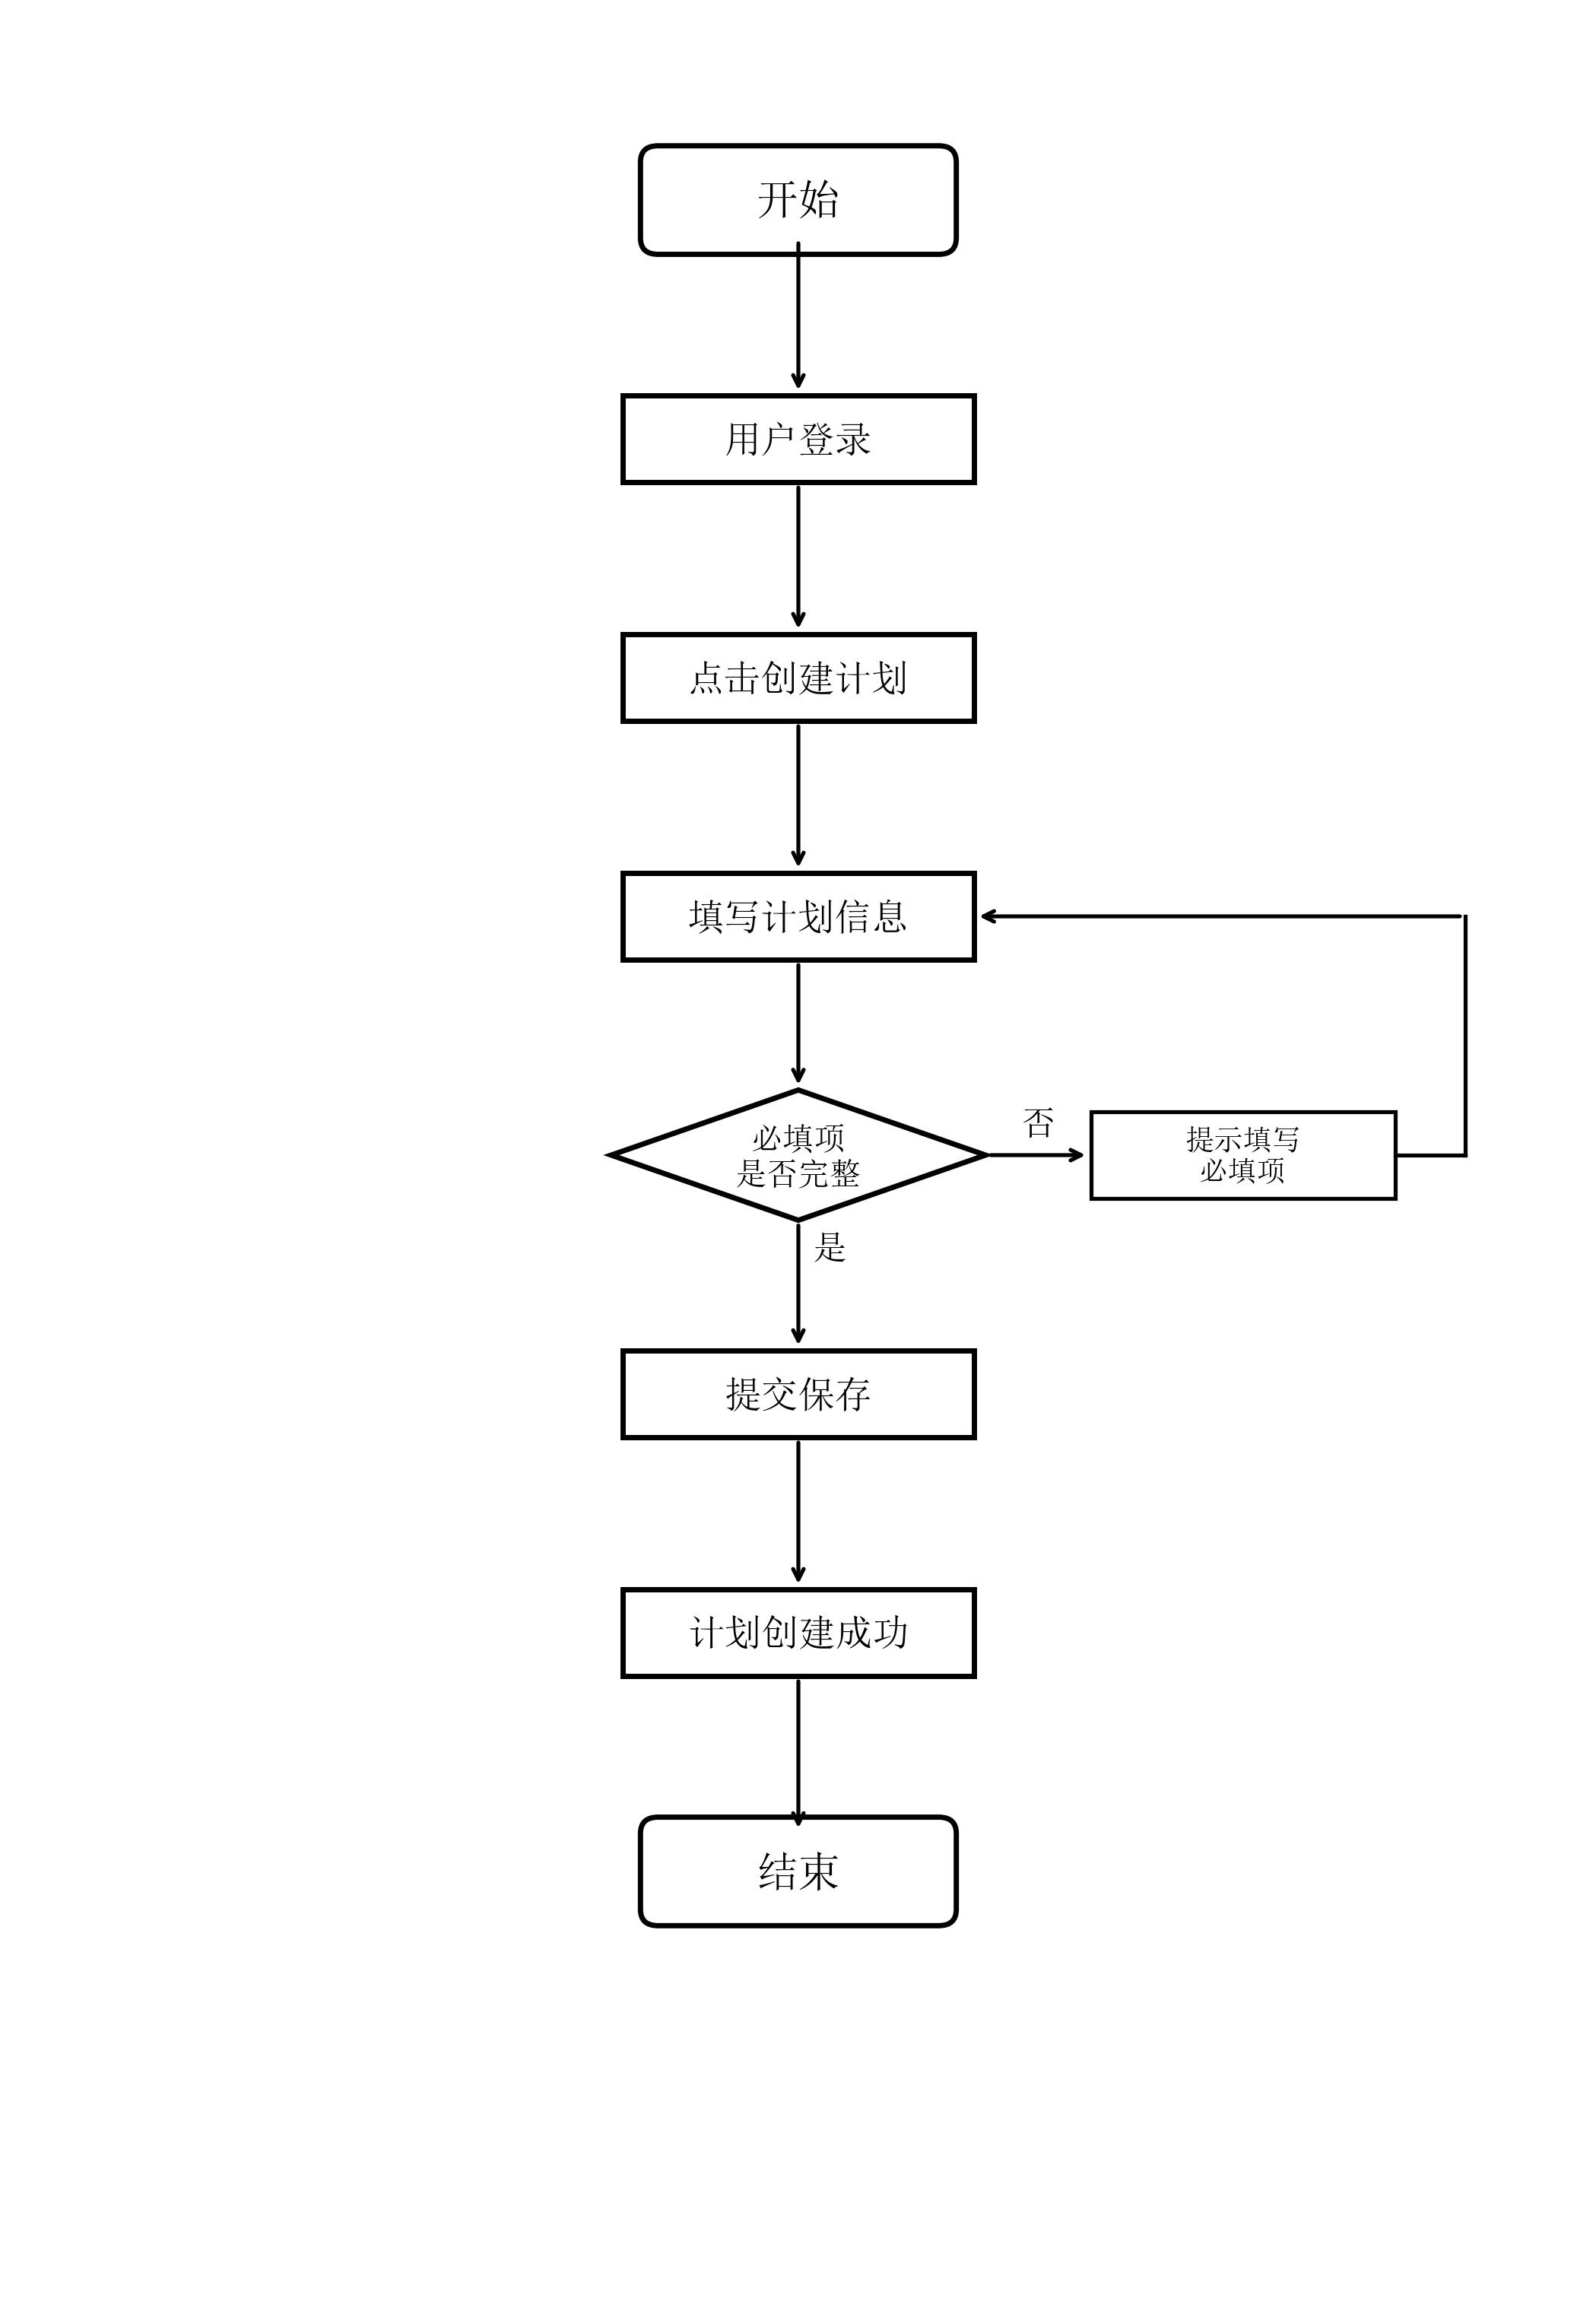 开始
用户登录
点击创建计划
填写计划信息
必填项
是否完整
否
提示填写
必填项
是
提交保存
计划创建成功
结束